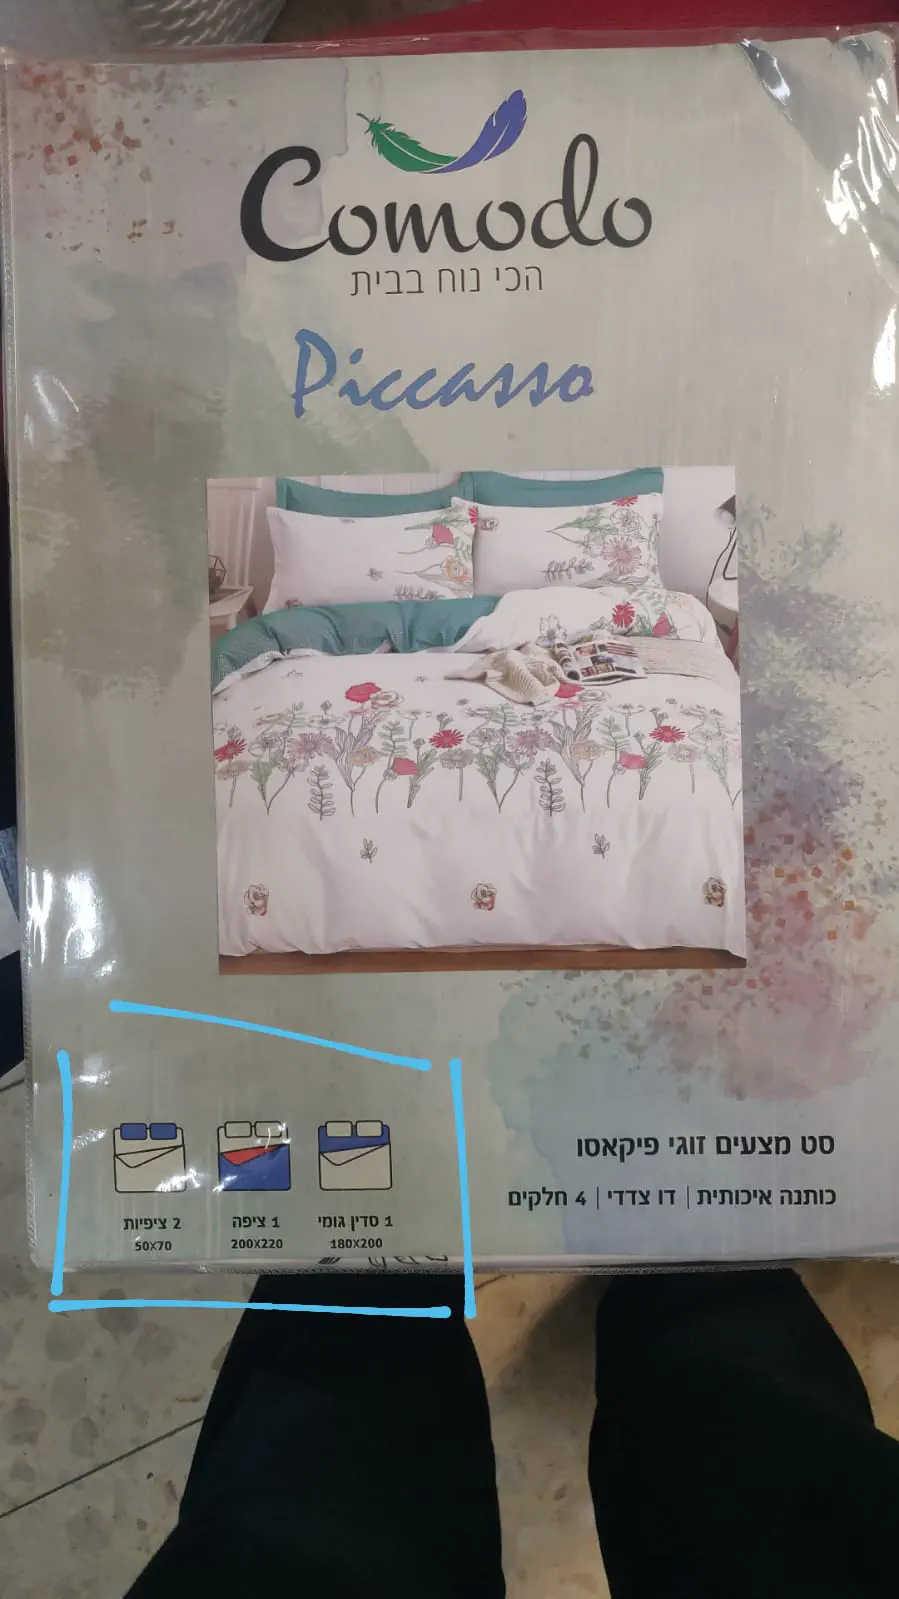 Comodo
הכי נוח בבית
Piccasso
סט מצעים זוגי פיקאסו
כותנה איכותית | דו צדדי | 4 חלקים
1 סדין גומי
180X200
1 ציפה
200X220
2 ציפיות
50X70